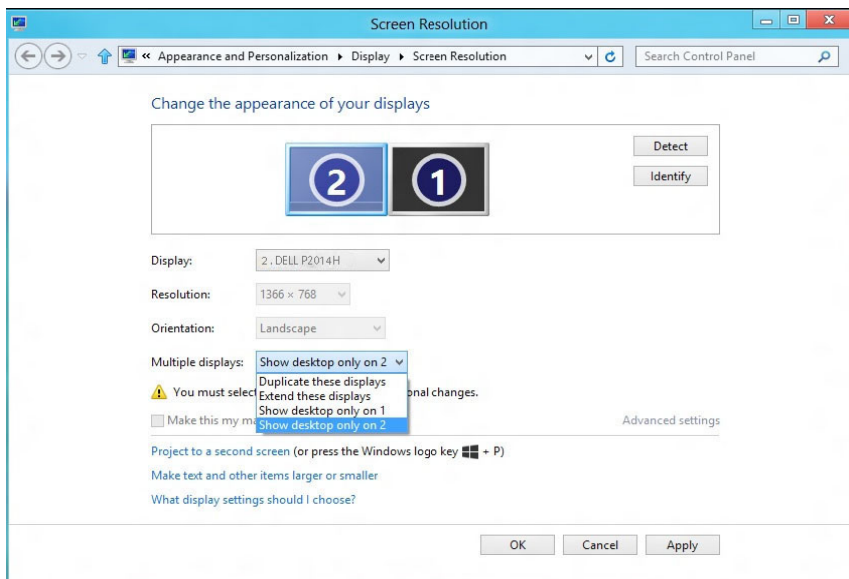 Screen Resolution
« Appearance and Personalization ▸ Display ▸ Screen Resolution
Search Control Panel
Change the appearance of your displays
2
1
Detect
Identify
Display: 2. DELL P2014H
Resolution: 1366 × 768
Orientation: Landscape
Multiple displays: Show desktop only on 2
Duplicate these displays
You must
Extend these displays
changes.
Show desktop only on 1
Make this my
Show desktop only on 2
Advanced settings
Project to a second screen (or press the Windows logo key + P)
Make text and other items larger or smaller
What display settings should I choose?
OK
Cancel
Apply